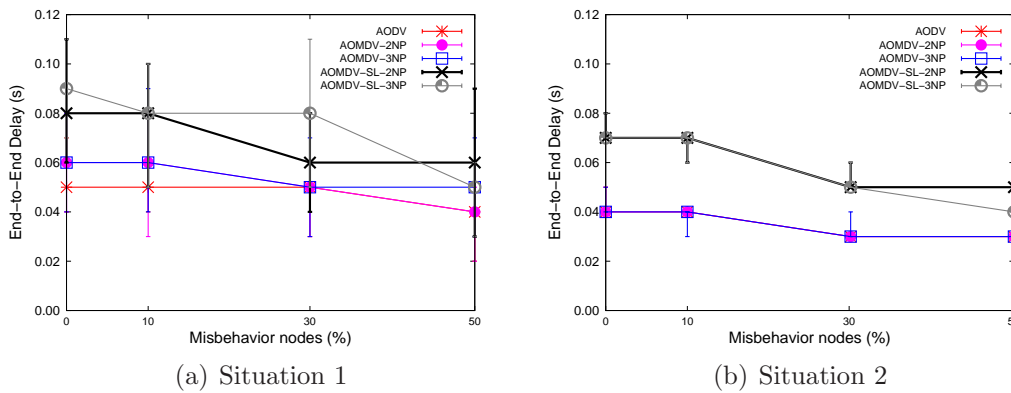 0.12
0.10
0.08
0.06
0.04
0.02
0.00
End-to-End Delay (s)
0
10
30
50
Misbehavior nodes (%)
AODV
AOMDV-2NP
AOMDV-3NP
AOMDV-SL-2NP
AOMDV-SL-3NP
(a) Situation 1
0.12
0.10
0.08
0.06
0.04
0.02
0.00
End-to-End Delay (s)
0
10
30
50
Misbehavior nodes (%)
AODV
AOMDV-2NP
AOMDV-3NP
AOMDV-SL-2NP
AOMDV-SL-3NP
(b) Situation 2